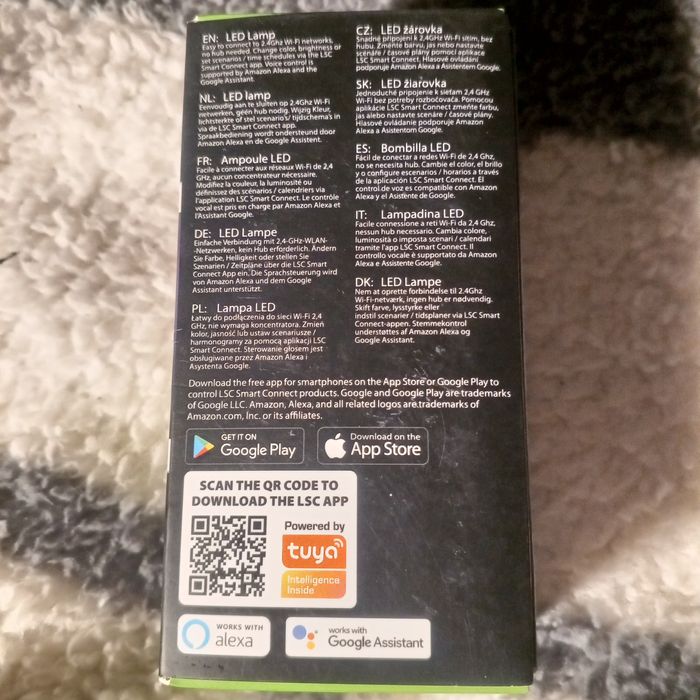 EN: LED Lamp
Easy to connect to 2.4Ghz Wi-Fi networks,
no hub needed. Change color, brightness or
set scenarios / time schedules via the LSC
Smart Connect app. Voice control is
supported by Amazon Alexa and the
Google Assistant.
NL: LED lamp
Eenvoudig aan te sluiten op 2.4Ghz Wi-Fi
netwerken, géén hub nodig. Wijzig Kleur,
lichtsterkte of stel scenario's/ tijdschema's in
via de LSC Smart Connect app.
Spraakbediening wordt ondersteund door
Amazon Alexa en de Google Assistent.
FR: Ampoule LED
Facile à connecter aux réseaux Wi-Fi de 2,4
GHz, aucun concentrateur nécessaire.
Modifiez la couleur, la luminosité ou
définissez des scénarios / calendriers via
l'application LSC Smart Connect. Le contrôle
vocal est pris en charge par Amazon Alexa et
l'Assistant Google.
DE: LED Lampe
Einfache Verbindung mit 2,4-GHz-WLAN-
-Netzwerken, kein Hub erforderlich. Ändern
Sie Farbe, Helligkeit oder stellen Sie
Szenarien / Zeitpläne über die LSC Smart
Connect App ein. Die Sprachsteuerung wird
von Amazon Alexa und dem Google
Assistent unterstützt.
PL: Lampa LED
Łatwy do podłączenia do sieci Wi-Fi 2,4
GHz, nie wymaga koncentratora. Zmień
kolor, jasność lub ustaw scenariusze /
harmonogramy za pomocą aplikacji LSC
Smart Connect. Sterowanie głosem jest
obsługiwane przez Amazon Alexa i
Asystenta Google.
CZ: LED žárovka
Snadné připojení k 2,4GHz Wi-Fi sítím, bez
hubu. Změňte barvu, jas nebo nastavte
scénáře / časové plány pomocí aplikace
LSC Smart Connect. Hlasové ovládání
podporuje Amazon Alexa a Asistentem Google.
SK: LED žiarovka
Jednoduché pripojenie k sieťam 2,4 GHz
Wi-Fi bez potreby rozbočovača. Pomocou
aplikácie LSC Smart Connect zmeňte farbu,
jas alebo nastavte scenáre / časové plány.
Hlasové ovládanie podporuje Amazon
Alexa a Asistentom Google.
ES: Bombilla LED
Fácil de conectar a redes Wi-Fi de 2,4 Ghz,
no se necesita hub. Cambie el color, el brillo
y o configure escenarios / horarios a través
de la aplicación LSC Smart Connect. El
control de voz es compatible con Amazon
Alexa y el Asistente de Google.
IT: Lampadina LED
Facile connessione a reti Wi-Fi da 2,4 Ghz,
nessun hub necessario. Cambia colore,
luminosità o imposta scenari / calendari
tramite l'app LSC Smart Connect. Il
controllo vocale è supportato da Amazon
Alexa e Assistente Google.
DK: LED Lampe
Nem at oprette forbindelse til 2.4Ghz
Wi-Fi-netværk, ingen hub er nødvendig.
Skift farve, lysstyrke eller
indstil scenarier / tidsplaner via LSC Smart
Connect-appen. Stemmekontrol
understøttes af Amazon Alexa og
Google Assistant.
Download the free app for smartphones on the App Store or Google Play to
control LSC Smart Connect products. Google and Google Play are trademarks
of Google LLC. Amazon, Alexa, and all related logos are trademarks of
Amazon.com, Inc. or its affiliates.
GET IT ON
Google Play
Download on the
App Store
SCAN THE QR CODE TO
DOWNLOAD THE LSC APP
Powered by
tuya
Intelligence
Inside
WORKS WITH
alexa
works with
Google Assistant